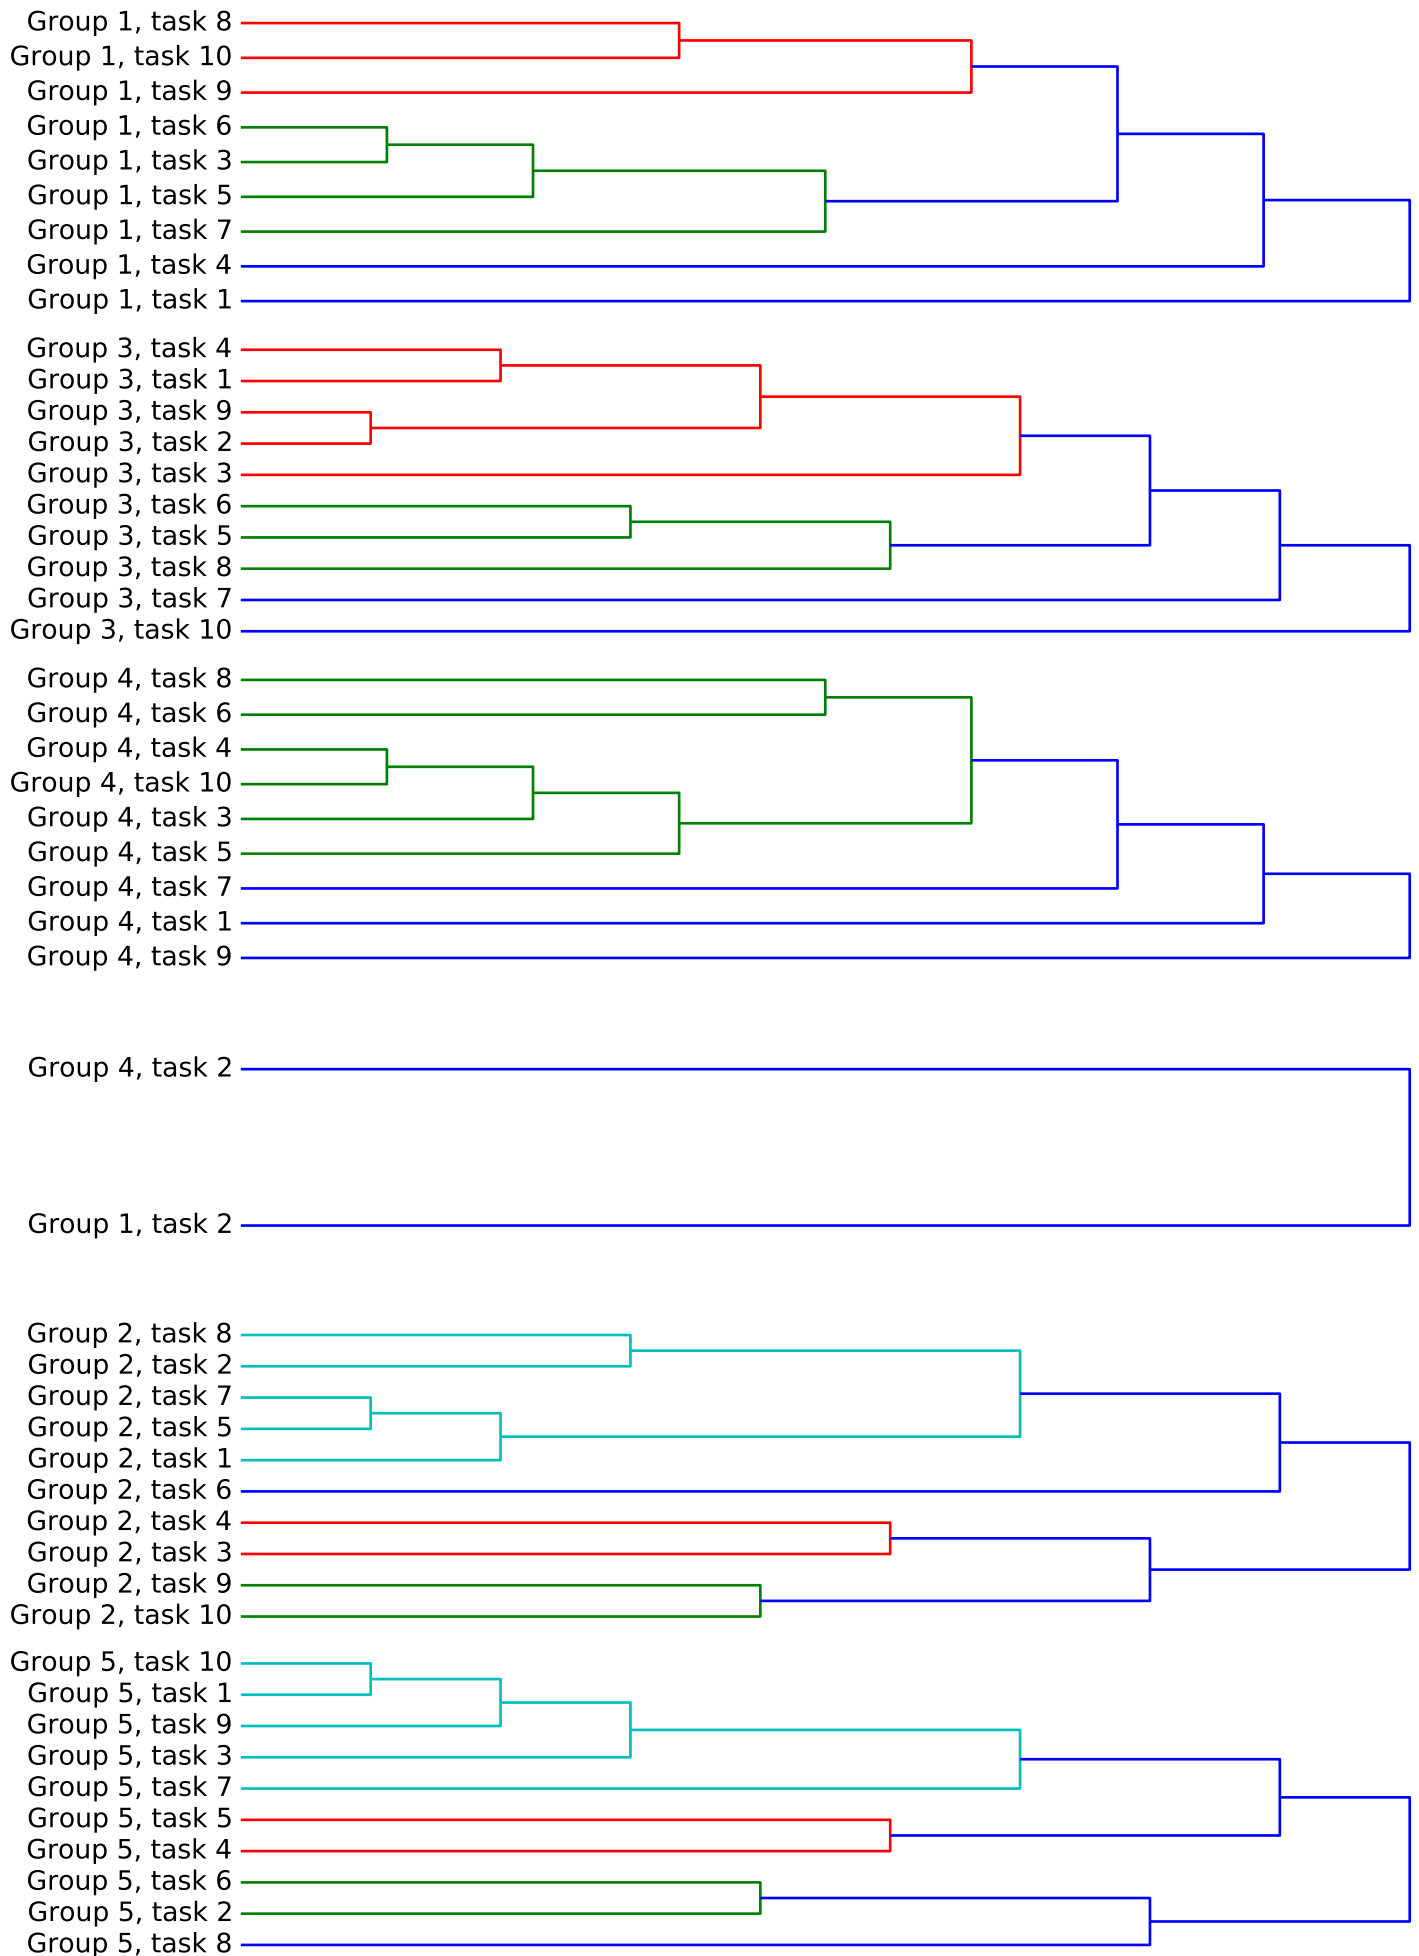 Group 1, task 8
Group 1, task 10
Group 1, task 9
Group 1, task 6
Group 1, task 3
Group 1, task 5
Group 1, task 7
Group 1, task 4
Group 1, task 1
Group 3, task 4
Group 3, task 1
Group 3, task 9
Group 3, task 2
Group 3, task 3
Group 3, task 6
Group 3, task 5
Group 3, task 8
Group 3, task 7
Group 3, task 10
Group 4, task 8
Group 4, task 6
Group 4, task 4
Group 4, task 10
Group 4, task 3
Group 4, task 5
Group 4, task 7
Group 4, task 1
Group 4, task 9
Group 4, task 2
Group 1, task 2
Group 2, task 8
Group 2, task 2
Group 2, task 7
Group 2, task 5
Group 2, task 1
Group 2, task 6
Group 2, task 4
Group 2, task 3
Group 2, task 9
Group 2, task 10
Group 5, task 10
Group 5, task 1
Group 5, task 9
Group 5, task 3
Group 5, task 7
Group 5, task 5
Group 5, task 4
Group 5, task 6
Group 5, task 2
Group 5, task 8